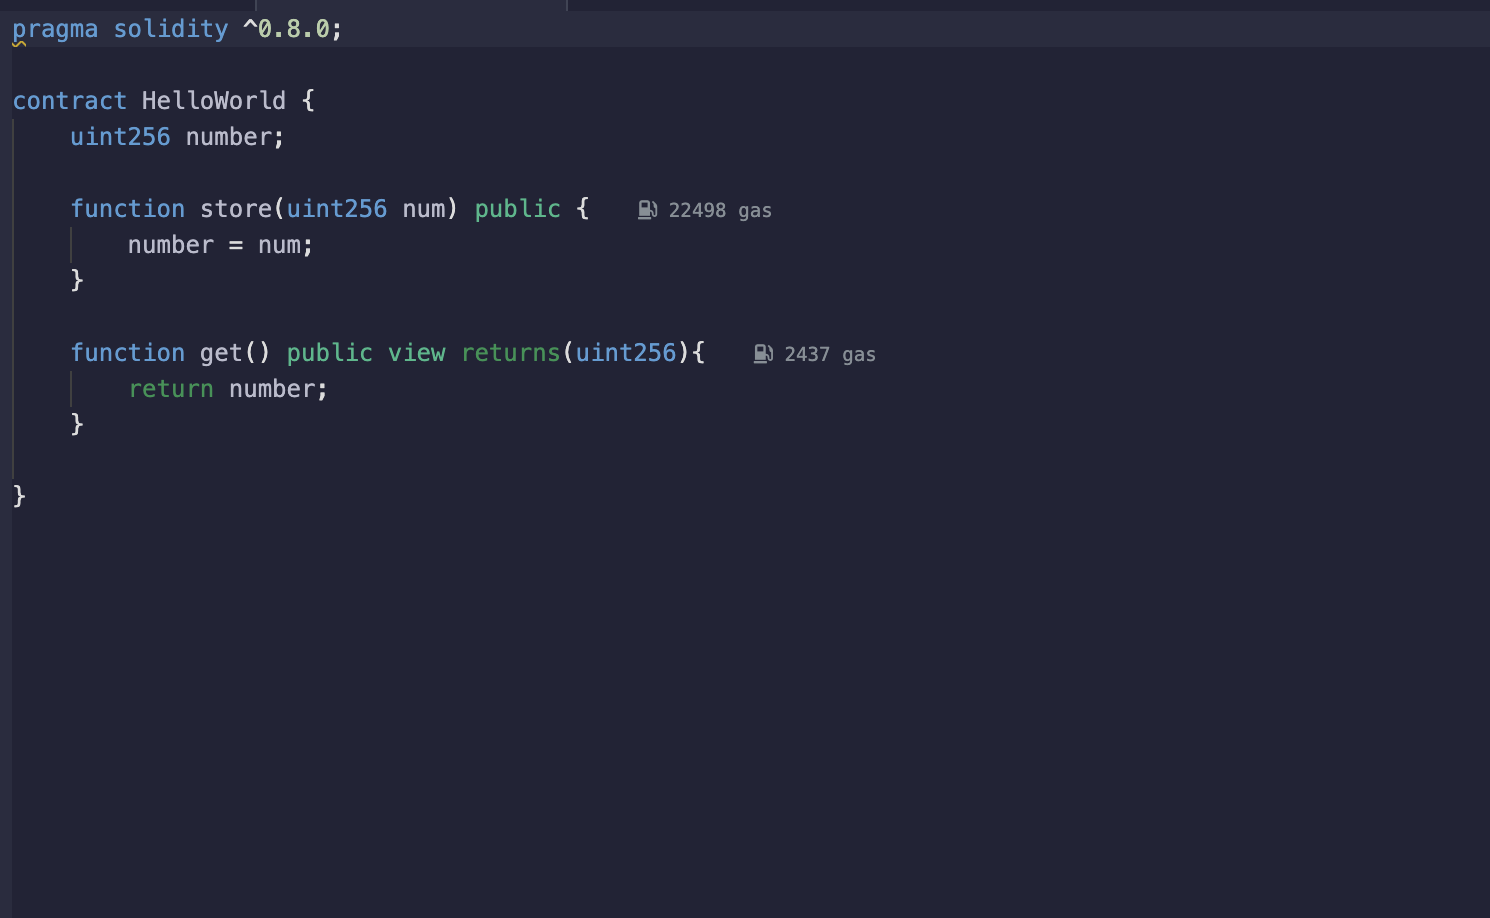 pragma solidity ^0.8.0;
contract HelloWorld {
uint256 number;
function store(uint256 num) public { 22498 gas
number = num;
}
function get() public view returns(uint256){ 2437 gas
return number;
}
}